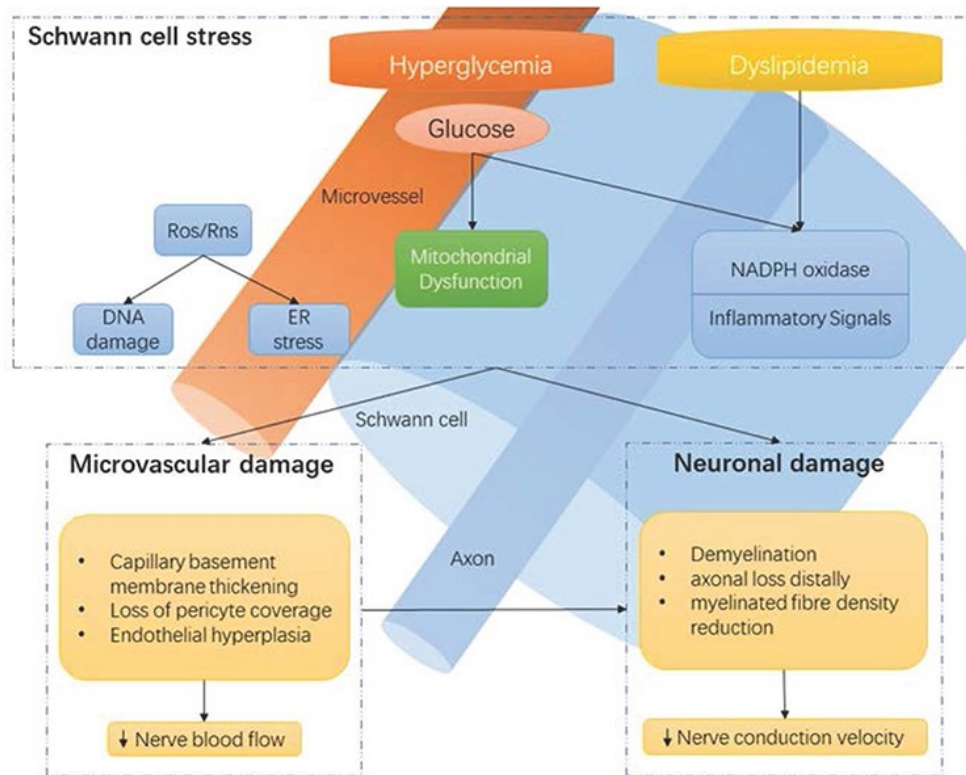 Schwann cell stress
Hyperglycemia
Dyslipidemia
Glucose
Microvessel
Ros/Rns
Mitochondrial
Dysfunction
NADPH oxidase
DNA
damage
ER
stress
Inflammatory Signals
Schwann cell
Microvascular damage
Neuronal damage
• Capillary basement
membrane thickening
• Loss of pericyte coverage
• Endothelial hyperplasia
Axon
• Demyelination
• axonal loss distally
• myelinated fibre density
reduction
↓ Nerve blood flow
↓ Nerve conduction velocity